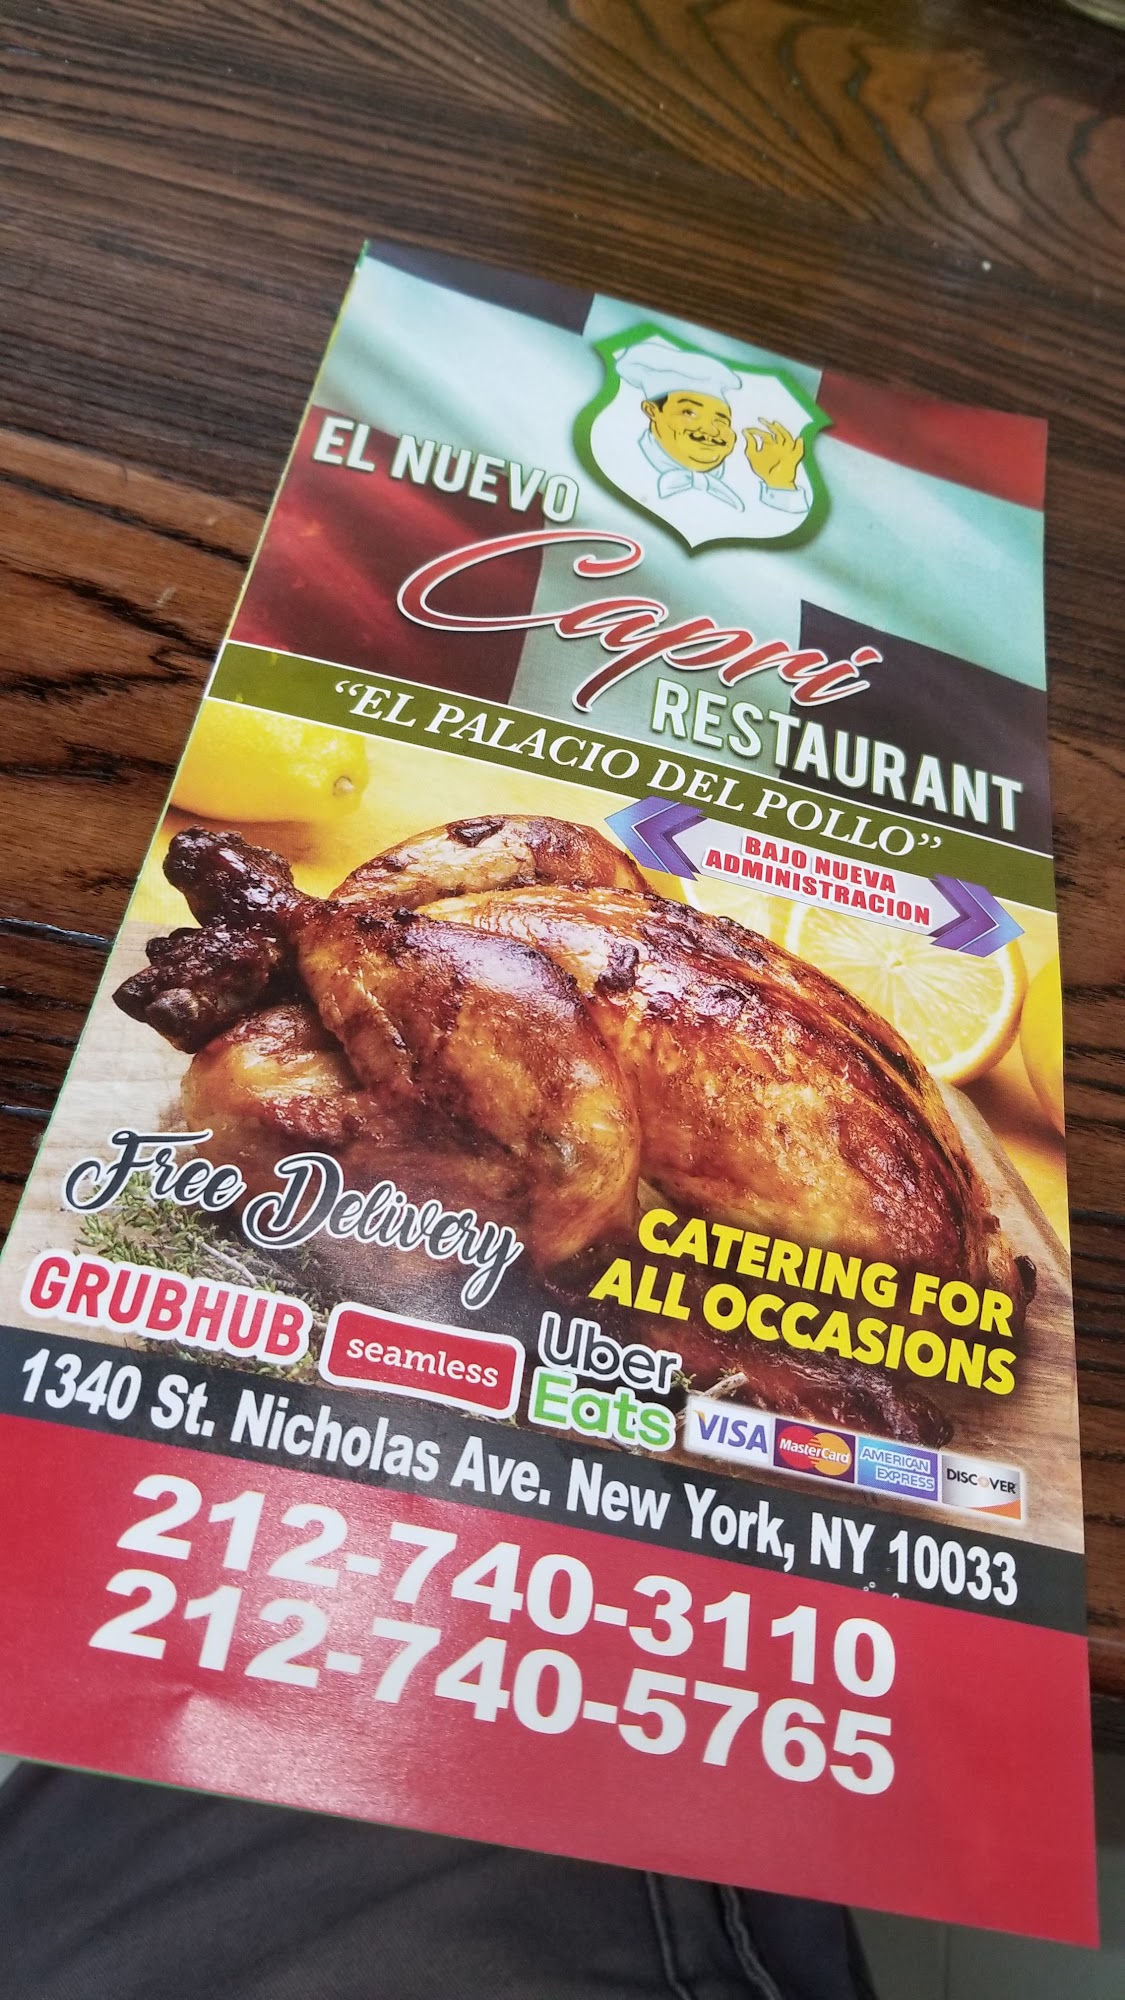 EL NUEVO
Capri
RESTAURANT
"EL PALACIO DEL POLLO"
BAJO NUEVA
ADMINISTRACION
Free Delivery
CATERING FOR
ALL OCCASIONS
GRUBHUB
seamless
Uber
Eats
VISA
MasterCard
AMERICAN
EXPRESS
DISCOVER
1340 St. Nicholas Ave. New York, NY 10033
212-740-3110
212-740-5765